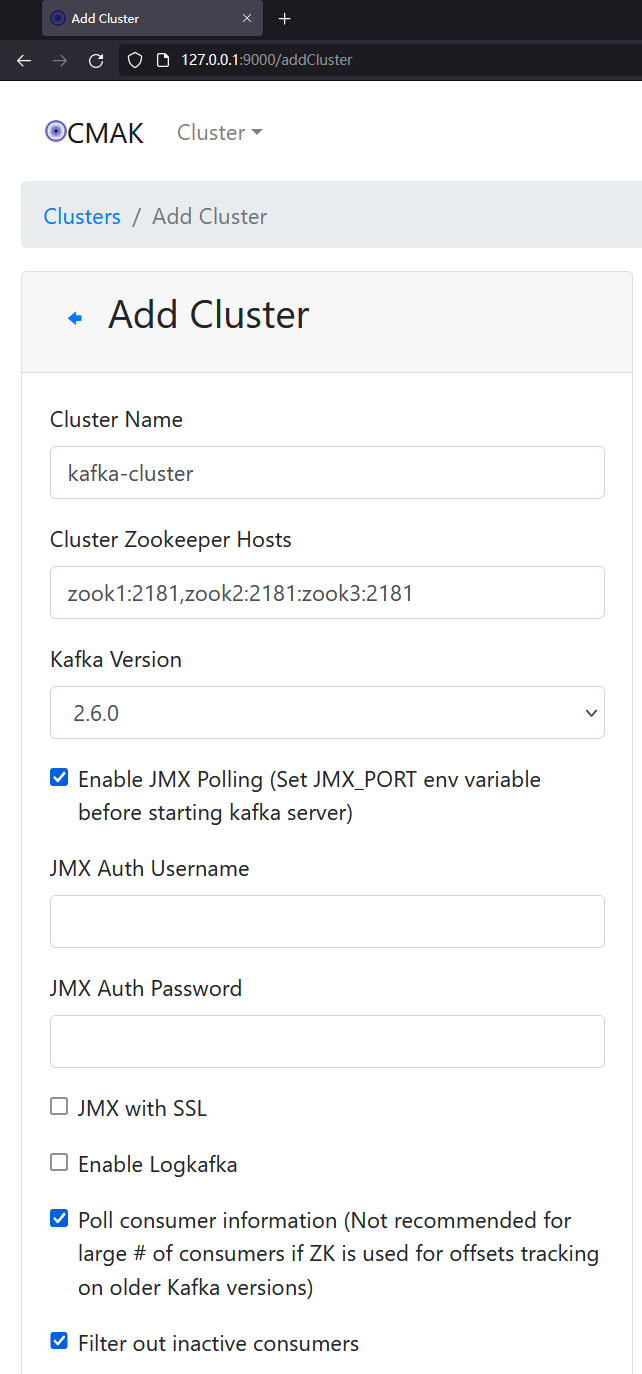 Add Cluster
127.0.0.1:9000/addCluster
CMAK Cluster
Clusters / Add Cluster
Add Cluster
Cluster Name
kafka-cluster
Cluster Zookeeper Hosts
zook1:2181,zook2:2181:zook3:2181
Kafka Version
2.6.0
Enable JMX Polling (Set JMX_PORT env variable
before starting kafka server)
JMX Auth Username
JMX Auth Password
JMX with SSL
Enable Logkafka
Poll consumer information (Not recommended for
large # of consumers if ZK is used for offsets tracking
on older Kafka versions)
Filter out inactive consumers